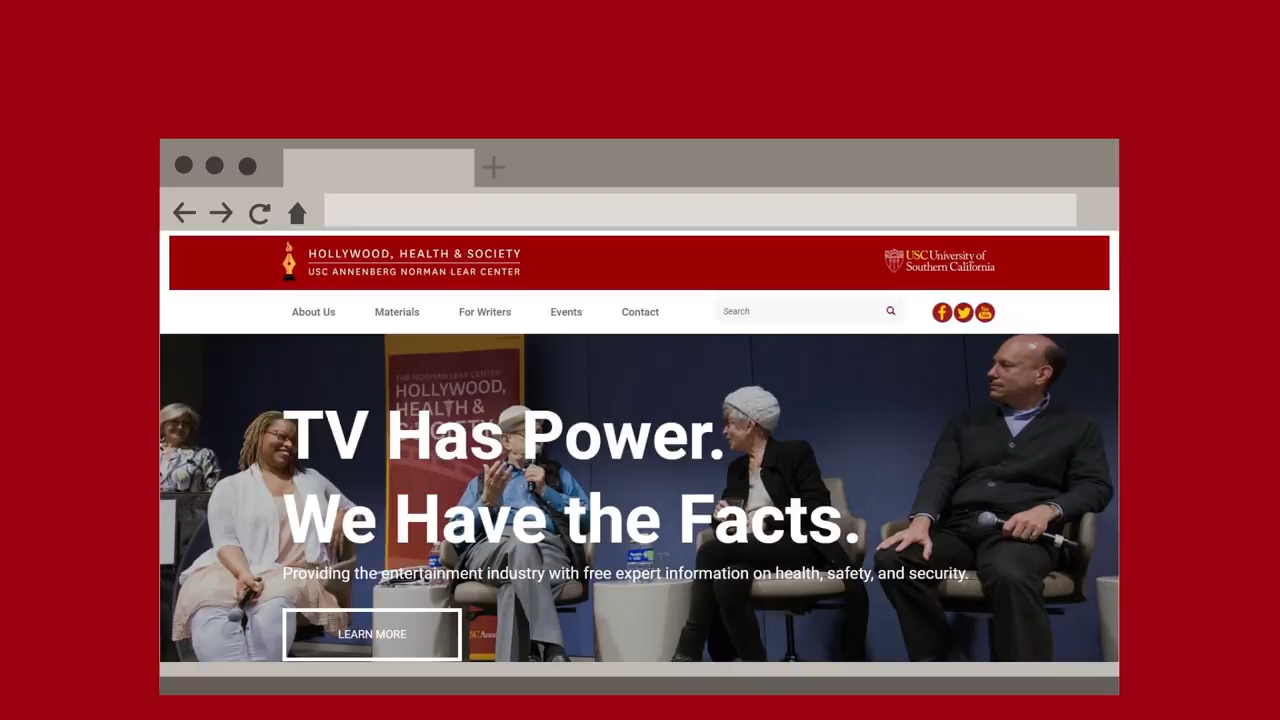 HOLLYWOOD, HEALTH & SOCIETY
USC ANNENBERG NORMAN LEAR CENTER
USC University of
Southern California
About Us
Materials
For Writers
Events
Contact
Search
You
Tube
THE NORMAN LEAR CENTER
HOLLYWOOD,
HEALTH &
TV Has Power.
We Have the Facts.
Providing the entertainment industry with free expert information on health, safety, and security.
LEARN MORE